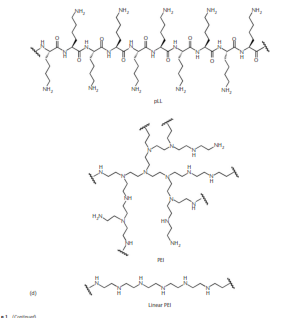 NH₂ NH₂ NH₂ NH₂ NH₂
H O H O H O H O
N N N N N N N N N N
H O H O H O H O H O
NH₂ NH₂ NH₂ NH₂ NH₂
pLL
N N N NH₂
H
H N N N H N N
H
NH N N
H
H₂N N HN
NH NH₂
PEI
(d) H N N H N N H N N
H H H
Linear PEI
(Continued)